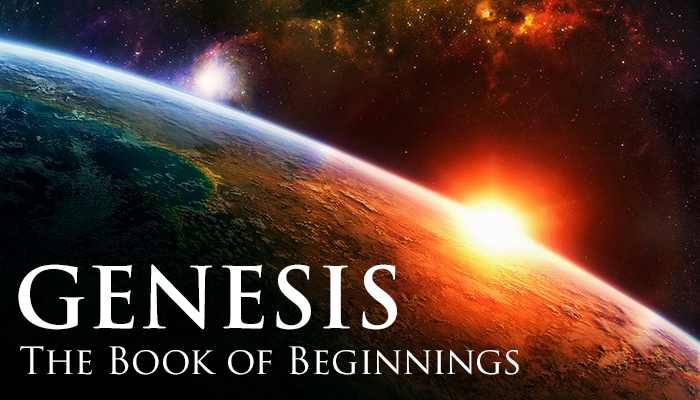 GENESIS
The Book of Beginnings